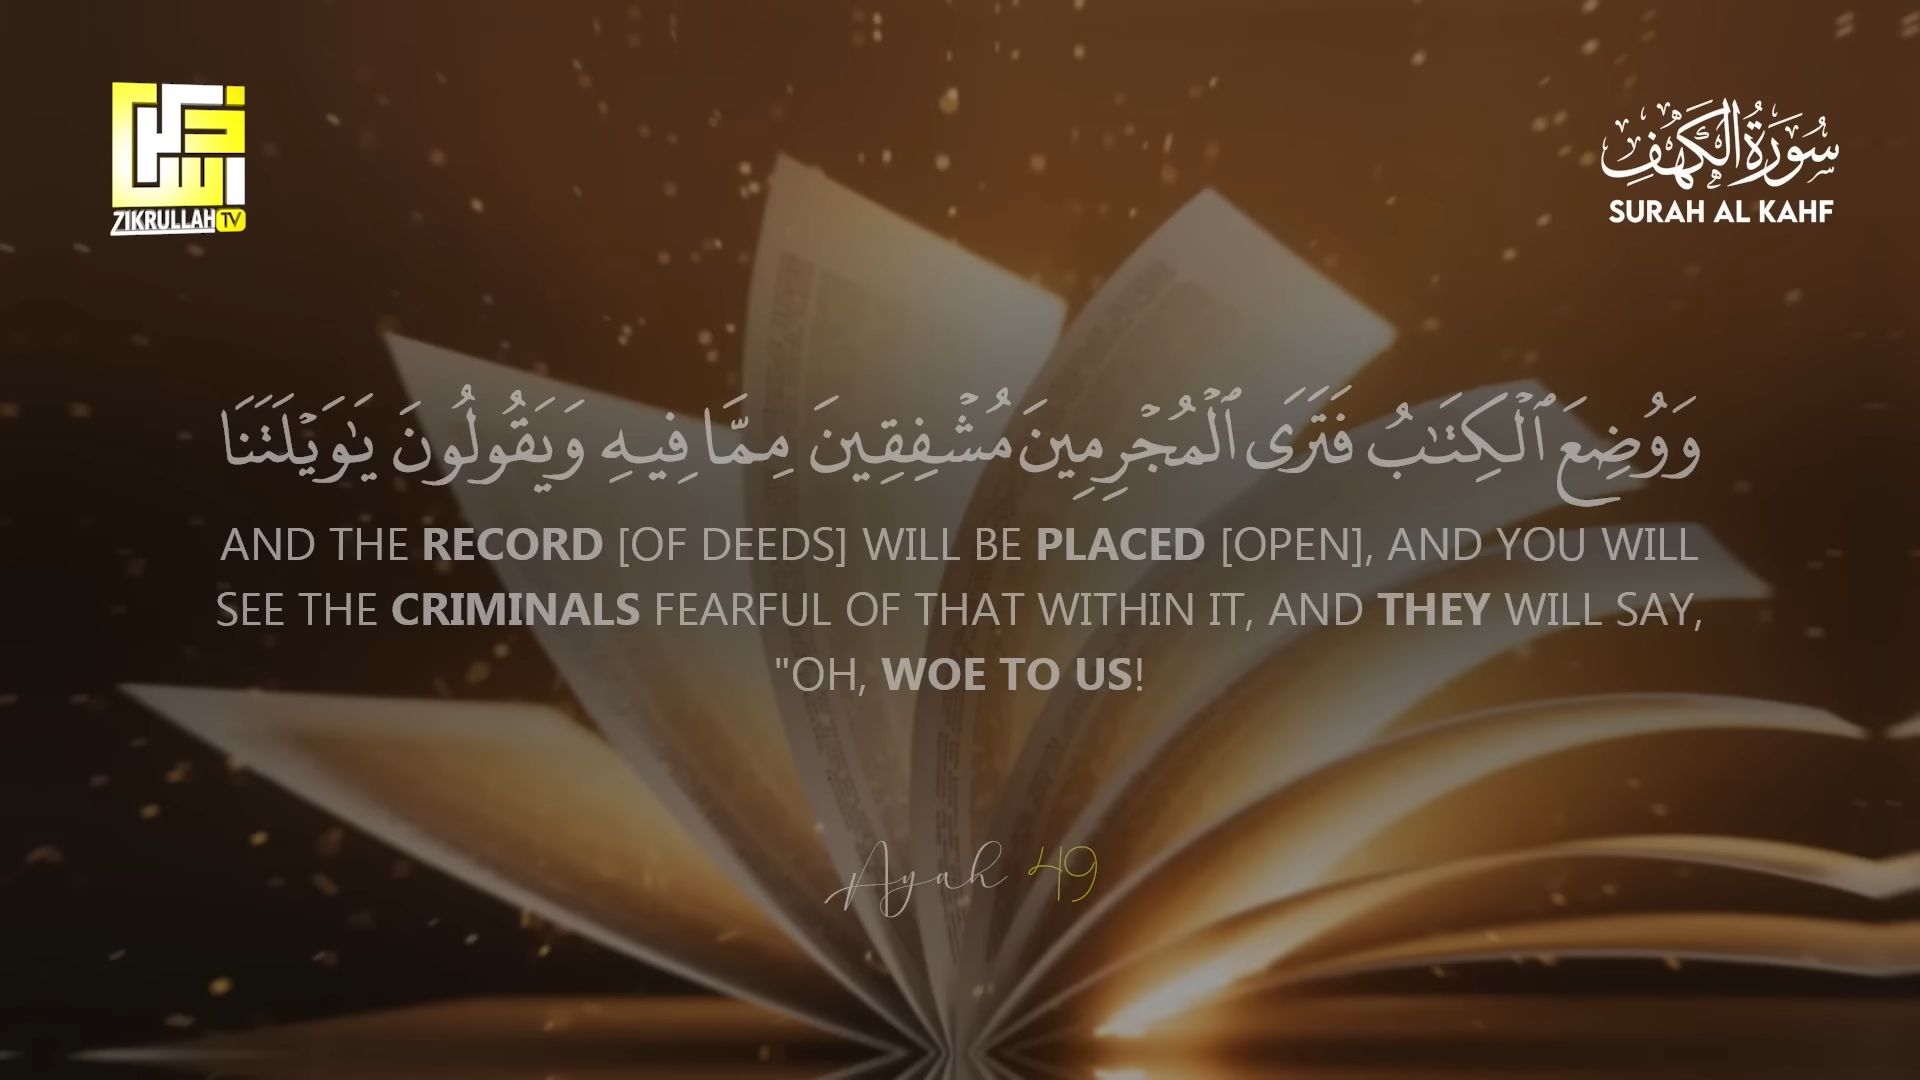 ZIKRULLAH TV
سُورَةُ الكَهْفِ
SURAH AL KAHF
وَوُضِعَ ٱلْكِتَـٰبُ فَتَرَى ٱلْمُجْرِمِينَ مُشْفِقِينَ مِمَّا فِيهِ وَيَقُولُونَ يَـٰوَيْلَتَنَا
AND THE RECORD [OF DEEDS] WILL BE PLACED [OPEN], AND YOU WILL
SEE THE CRIMINALS FEARFUL OF THAT WITHIN IT, AND THEY WILL SAY,
"OH, WOE TO US!
Ayah 49